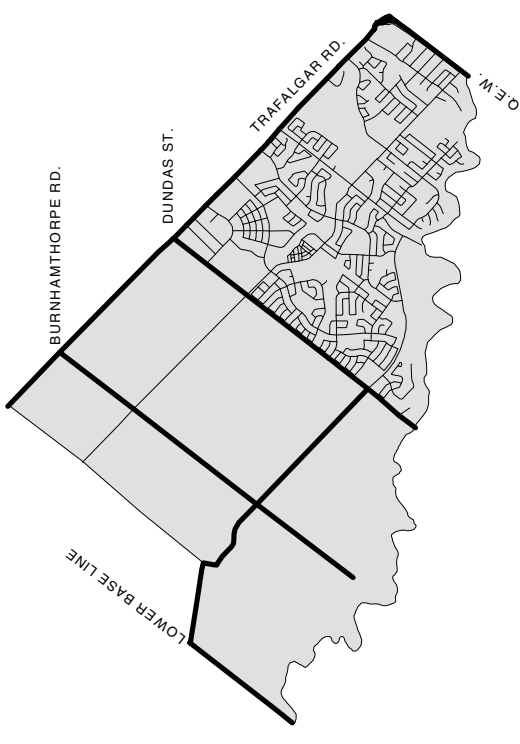 Q.E.W.
TRAFALGAR RD.
DUNDAS ST.
BURNHAMTHORPE RD.
LOWER BASE LINE